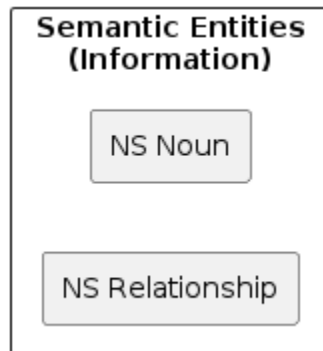 Semantic Entities
(Information)
NS Noun
NS Relationship